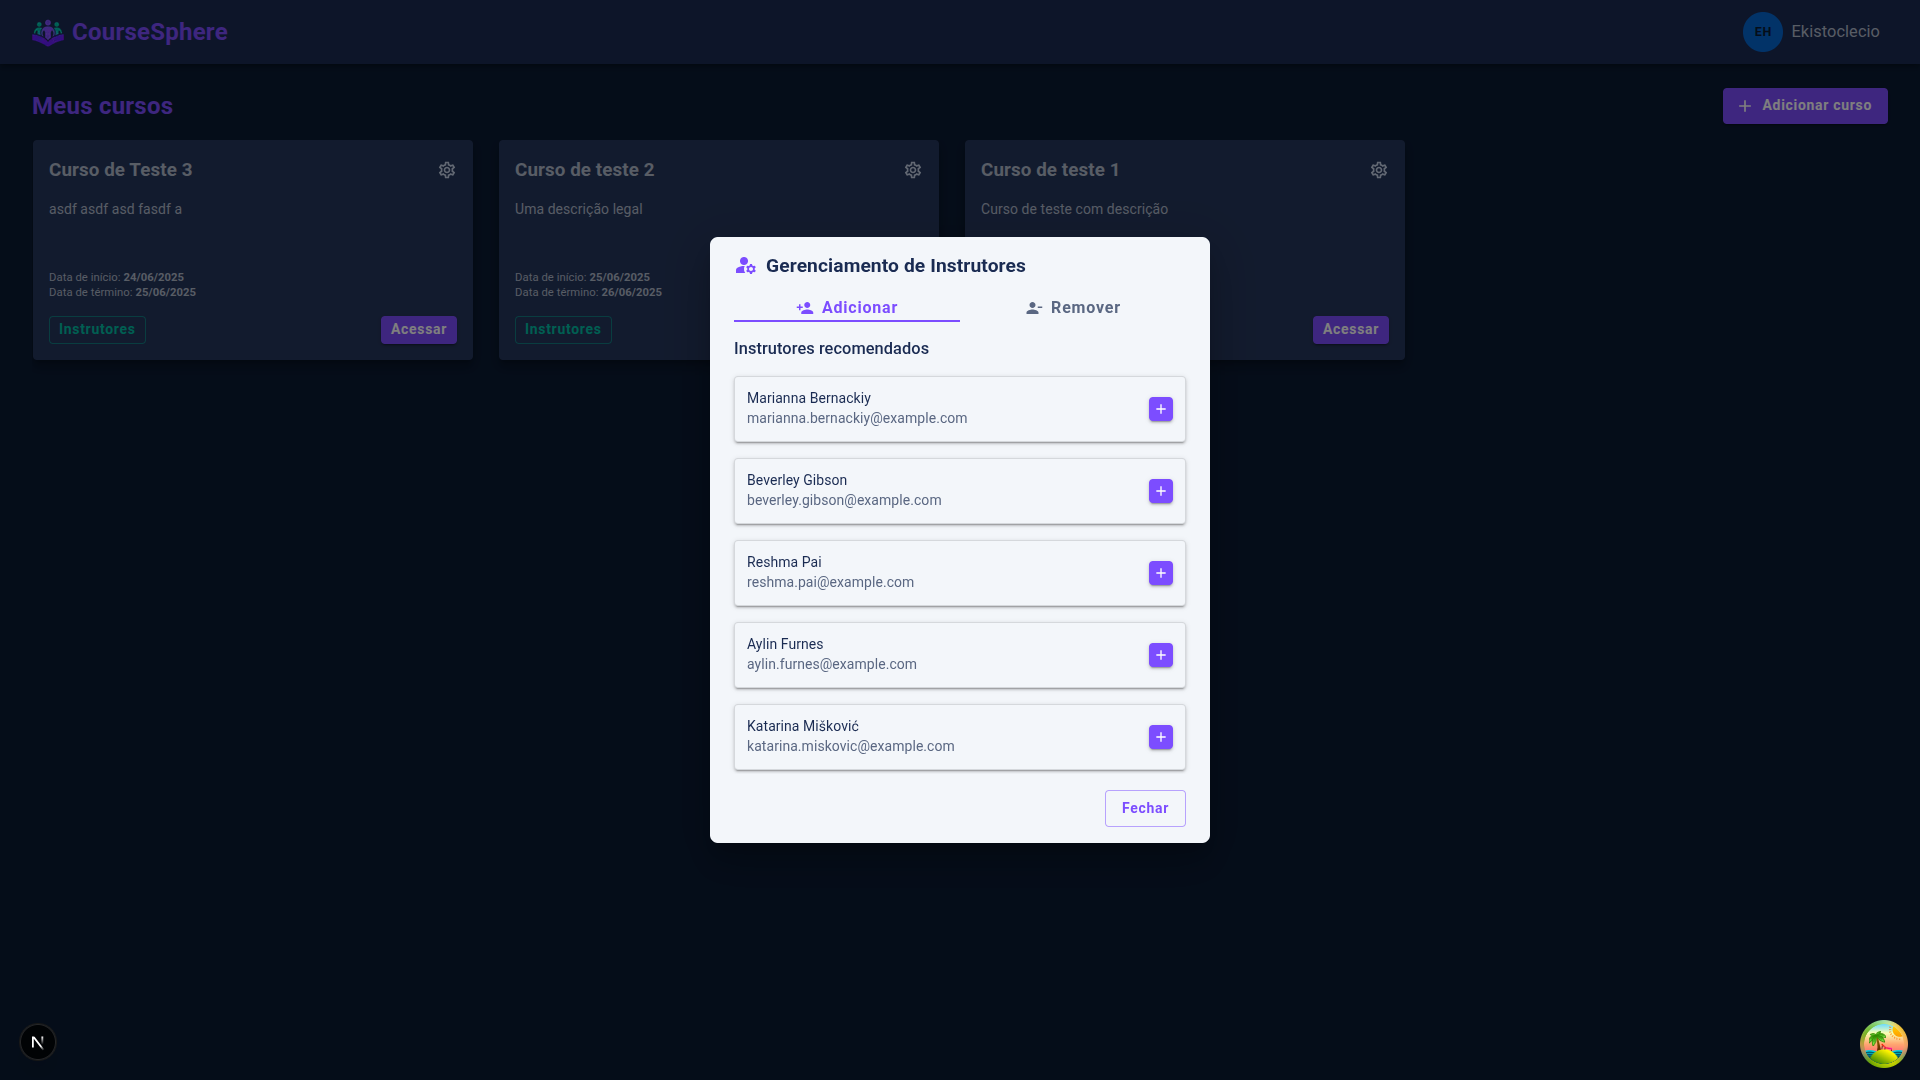 CourseSphere
EH Ekistoclecio
Meus cursos
+ Adicionar curso
Curso de Teste 3
asdf asdf asd fasdf a
Data de início: 24/06/2025
Data de término: 25/06/2025
Instrutores
Acessar
Curso de teste 2
Uma descrição legal
Data de início: 25/06/2025
Data de término: 26/06/2025
Instrutores
Curso de teste 1
Curso de teste com descrição
Acessar
Gerenciamento de Instrutores
Adicionar
Remover
Instrutores recomendados
Marianna Bernackiy
marianna.bernackiy@example.com
Beverley Gibson
beverley.gibson@example.com
Reshma Pai
reshma.pai@example.com
Aylin Furnes
aylin.furnes@example.com
Katarina Mišković
katarina.miskovic@example.com
Fechar
N